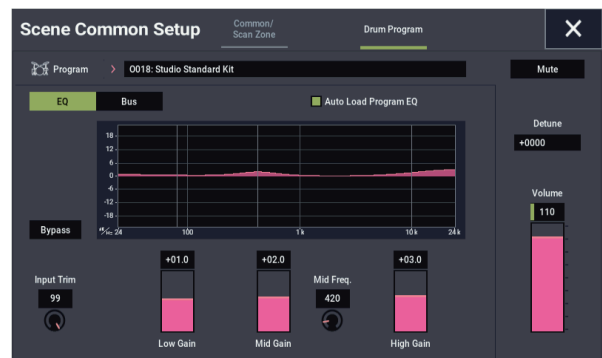 Scene Common Setup
Common/
Scan Zone
Drum Program
Program
O018: Studio Standard Kit
Mute
EQ
Bus
Auto Load Program EQ
Detune
+0000
18
12
6
0
-6
-12
-18
24
100
1k
10k
24k
Bypass
Volume
110
Input Trim
99
+01.0
Low Gain
+02.0
Mid Gain
Mid Freq.
420
+03.0
High Gain